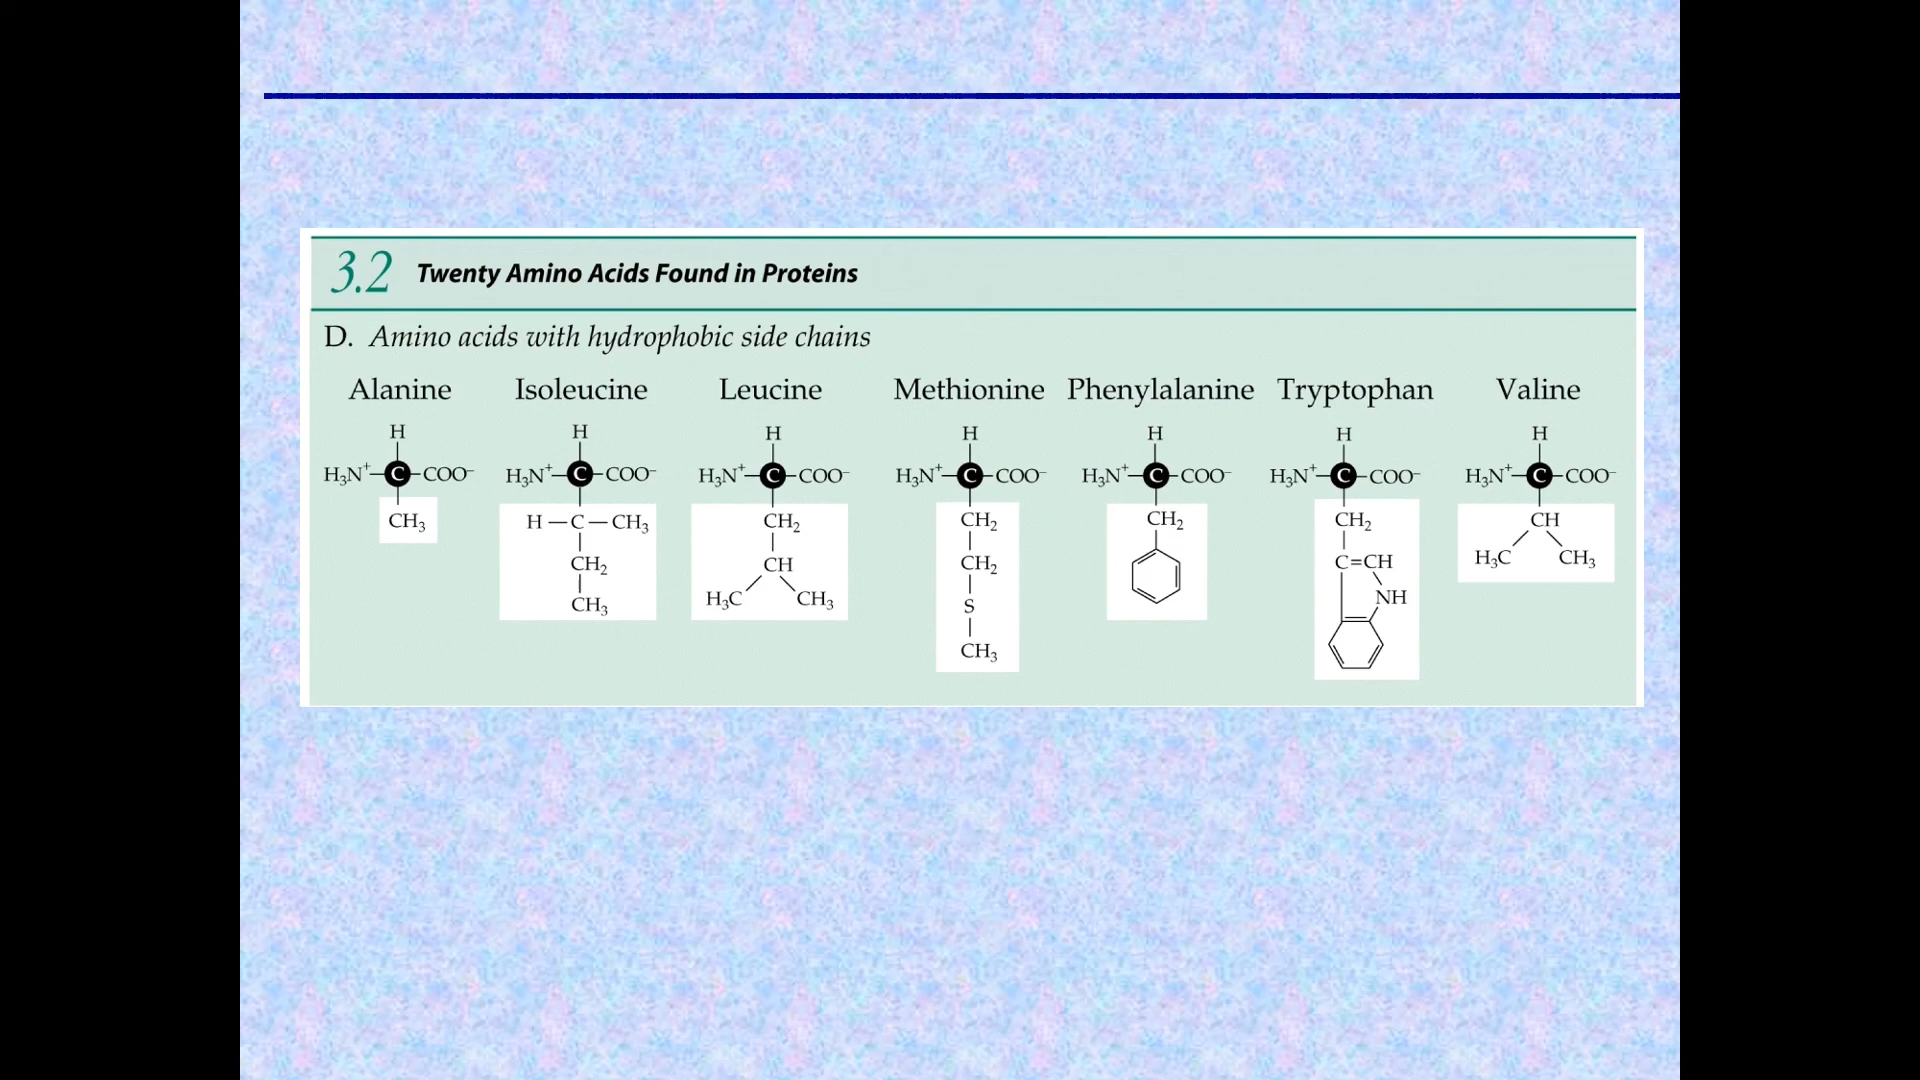 3.2 Twenty Amino Acids Found in Proteins
D. Amino acids with hydrophobic side chains
Alanine Isoleucine Leucine Methionine Phenylalanine Tryptophan Valine
H H H H H H H
H₃N⁺–C–COO⁻ H₃N⁺–C–COO⁻ H₃N⁺–C–COO⁻ H₃N⁺–C–COO⁻ H₃N⁺–C–COO⁻ H₃N⁺–C–COO⁻ H₃N⁺–C–COO⁻
CH₃ H–C–CH₃ CH₂ CH₂ CH₂ CH₂ CH
CH₂ CH CH₂ C=CH H₃C CH₃
CH₃ H₃C CH₃ S NH
CH₃